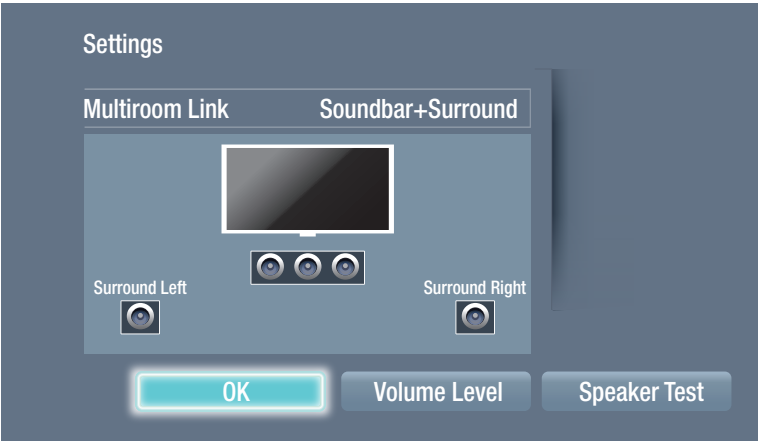 Settings
Multiroom Link Soundbar+Surround
Surround Left Surround Right
OK Volume Level Speaker Test